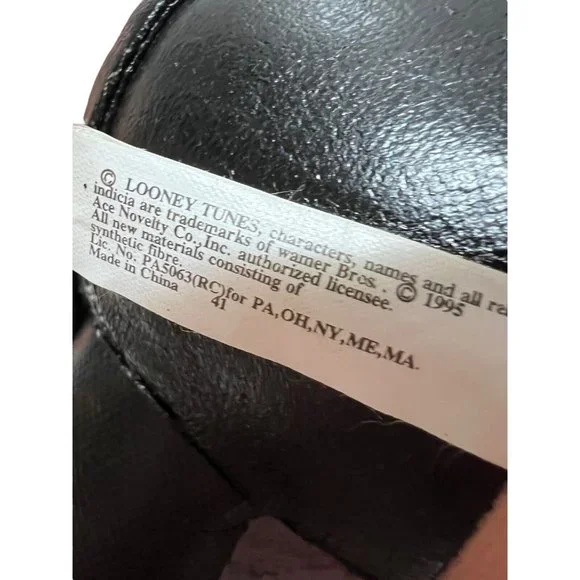 © LOONEY TUNES, characters, names and all re
indicia are trademarks of warner Bros. . © 1995
Ace Novelty Co., Inc. authorized licensee.
All new materials consisting of
synthetic fibre.
Lic. No. PA5063(RC)for PA,OH,NY,ME,MA.
Made in China 41